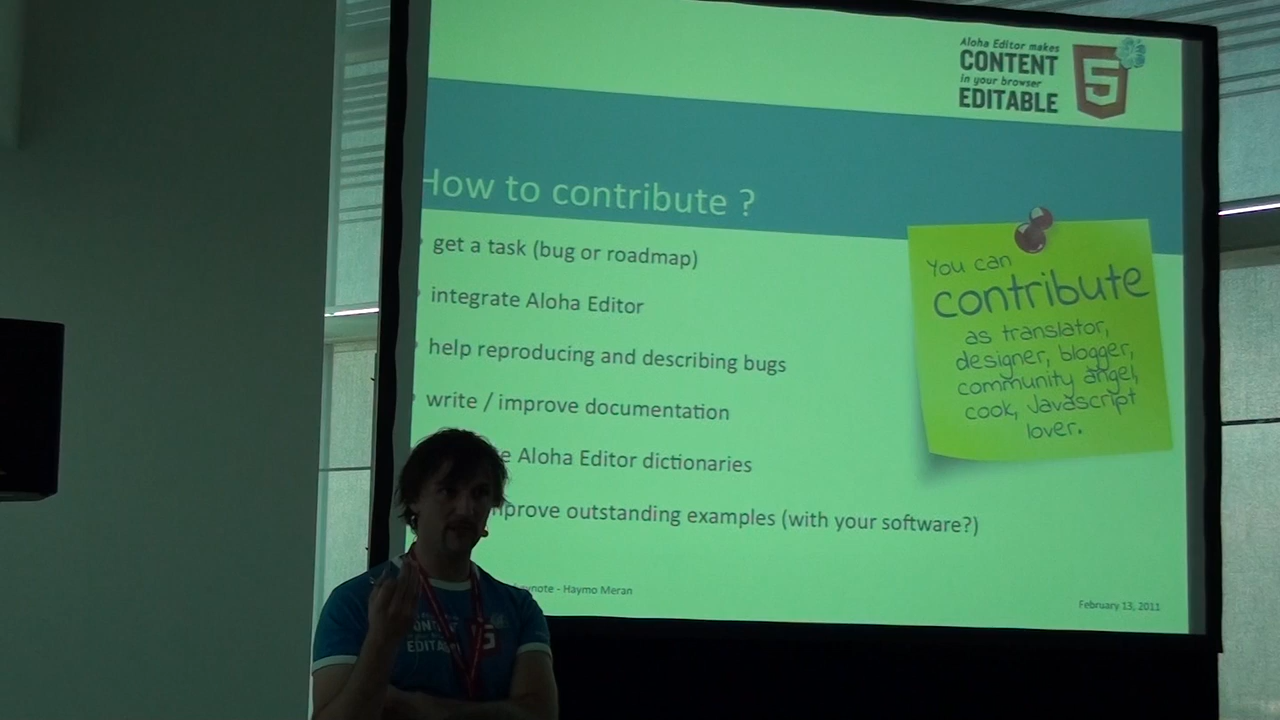 Aloha Editor makes
CONTENT
in your browser
EDITABLE
5
How to contribute ?
get a task (bug or roadmap)
integrate Aloha Editor
help reproducing and describing bugs
write / improve documentation
Aloha Editor dictionaries
outstanding examples (with your software?)
You can
contribute
as translator,
designer, blogger,
community angel,
cook, Javascript
lover.
- Haymo Meran
February 13, 2011
5